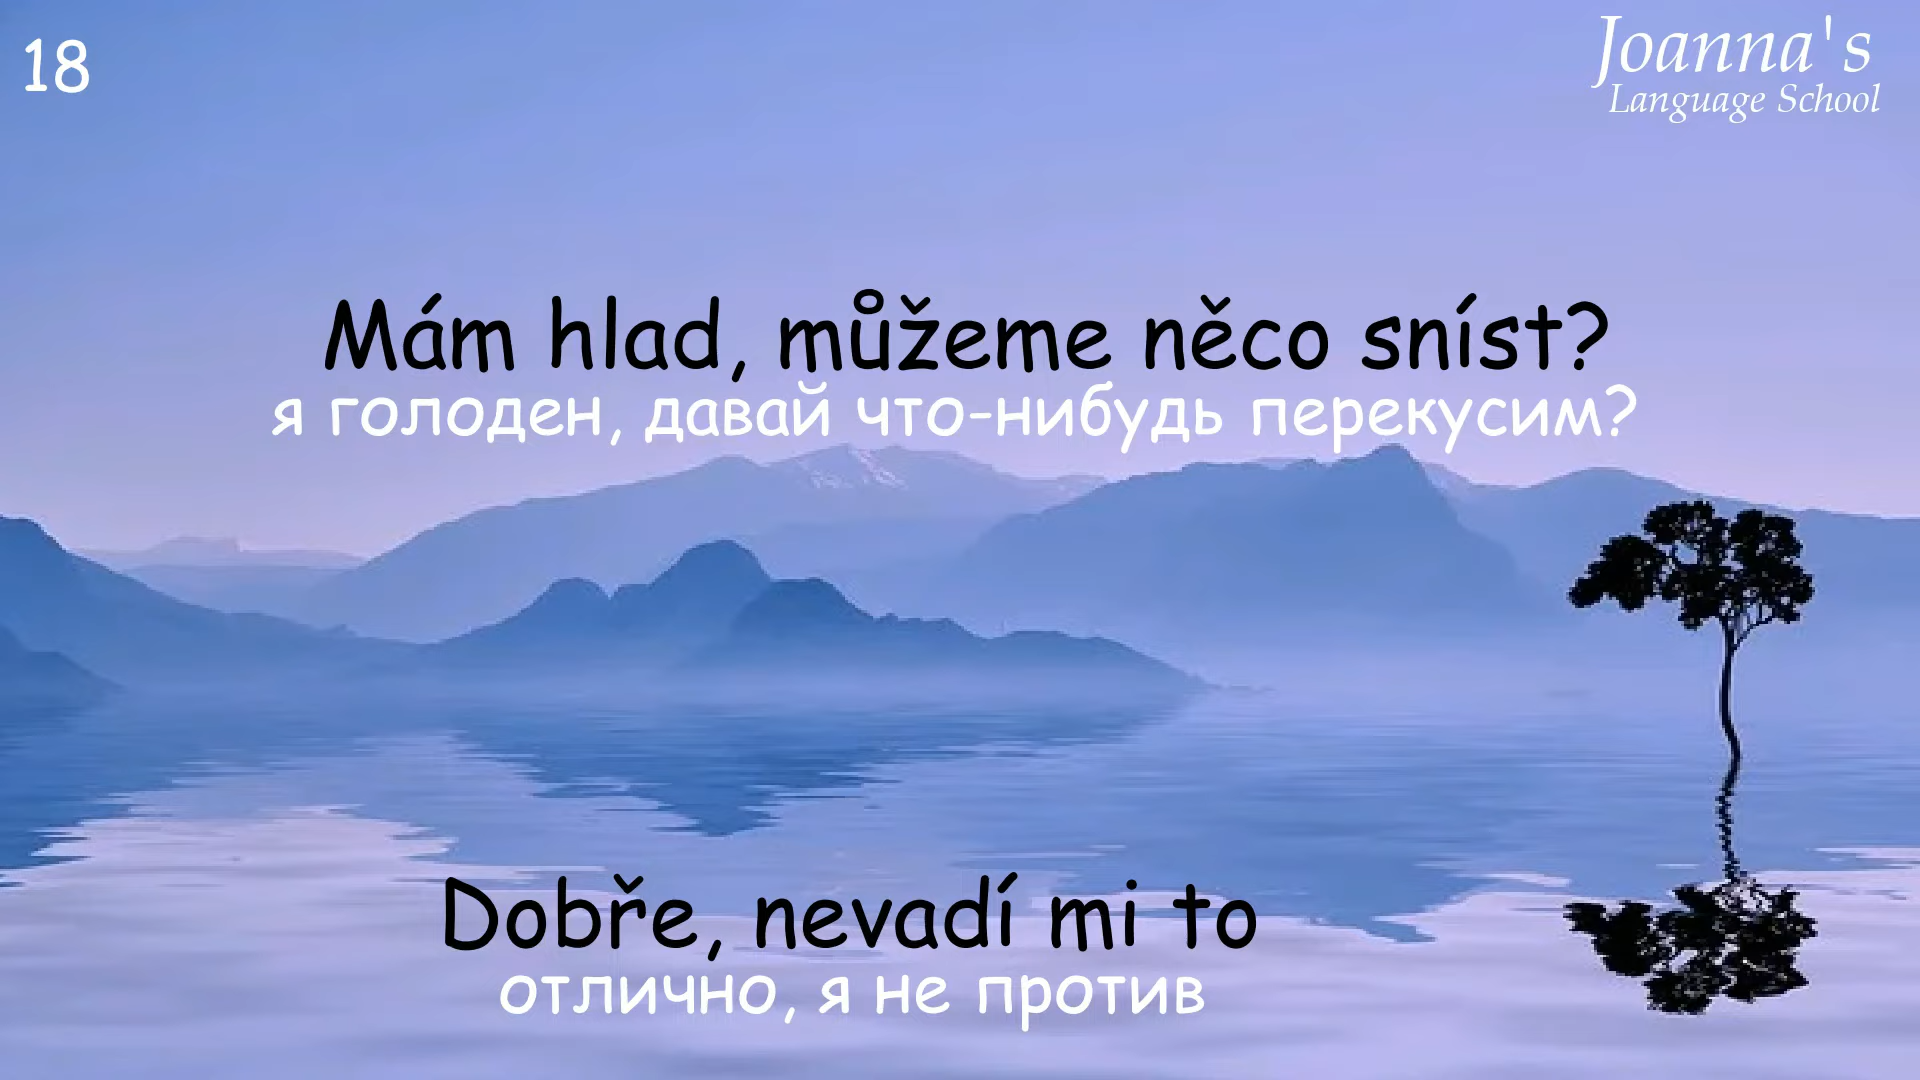 18
Joanna's
Language School
Mám hlad, můžeme něco sníst?
я голоден, давай что-нибудь перекусим?
Dobře, nevadí mi to
отлично, я не против